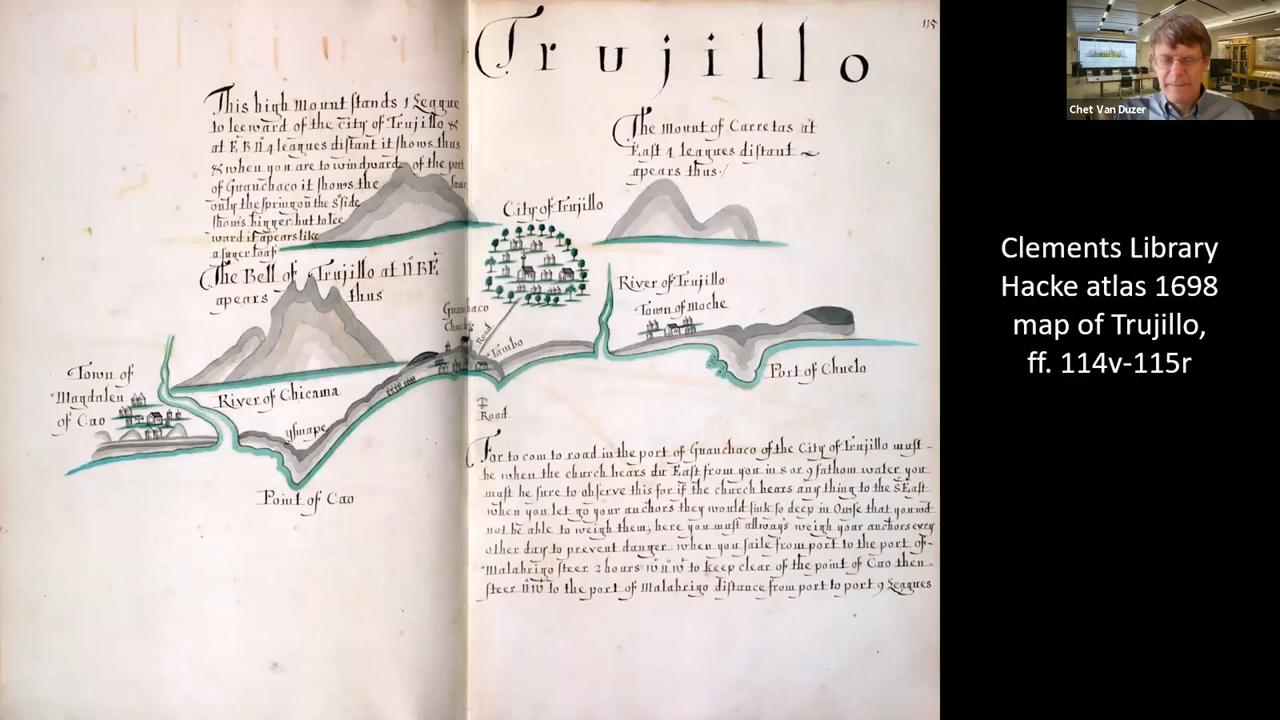 Trujillo
115
This high mount stands 1 League
to leeward of the city of Trujillo &
at E B N 4 leagues distant it shows thus
& when you are to windward of the port
of Guanchaco it shows the same
only the spring on the S side
shows bigger but to lee
ward it apears like
a suger loaf
The Mount of Carretas at
East 4 leagues distant
apears thus
City of Trujillo
The Bell of Trujillo at N B E
apears thus
River of Trujillo
Town of Moche
Guanchaco
Church
Road
Tambo
Town of
Magdalen
of Cao
River of Chicama
Port of Chuelo
Road
Point of Cao
For to com to road in the port of Guanchaco of the City of Trujillo must
be when the church bears du East from you in 8 or 9 fathom water you
must be sure to observe this for if the church bears any thing to the S East
when you let go your anchors they would sink so deep in that you
not be able to weigh them, here you must allways weigh your anchors every
other day to prevent danger when you saile from port to the port of
Malabrigo steer 2 hours W N W to keep clear of the point of Cao then
steer N W to the port of Malabrigo distance from port to port 9 Leagues
Chet Van Duzer
Clements Library
Hacke atlas 1698
map of Trujillo,
ff. 114v-115r